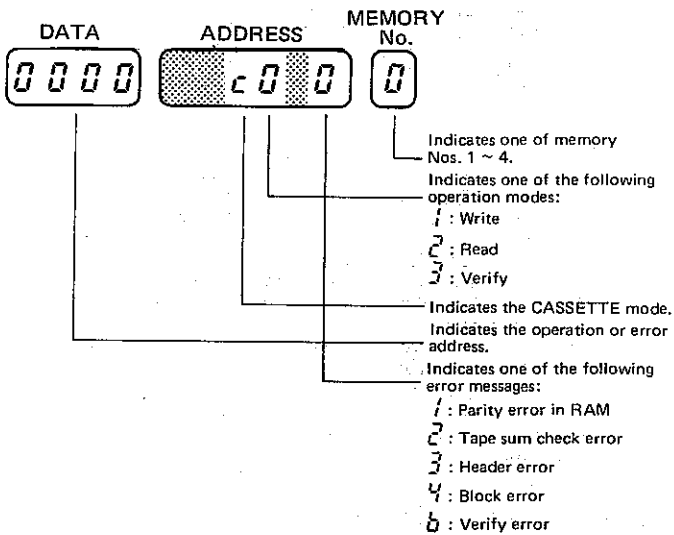 DATA
ADDRESS
MEMORY
No.
0000
c0 0
0
Indicates one of memory
Nos. 1 ~ 4.
Indicates one of the following
operation modes:
1 : Write
2 : Read
3 : Verify
Indicates the CASSETTE mode.
Indicates the operation or error
address.
Indicates one of the following
error messages:
1 : Parity error in RAM
2 : Tape sum check error
3 : Header error
4 : Block error
b : Verify error